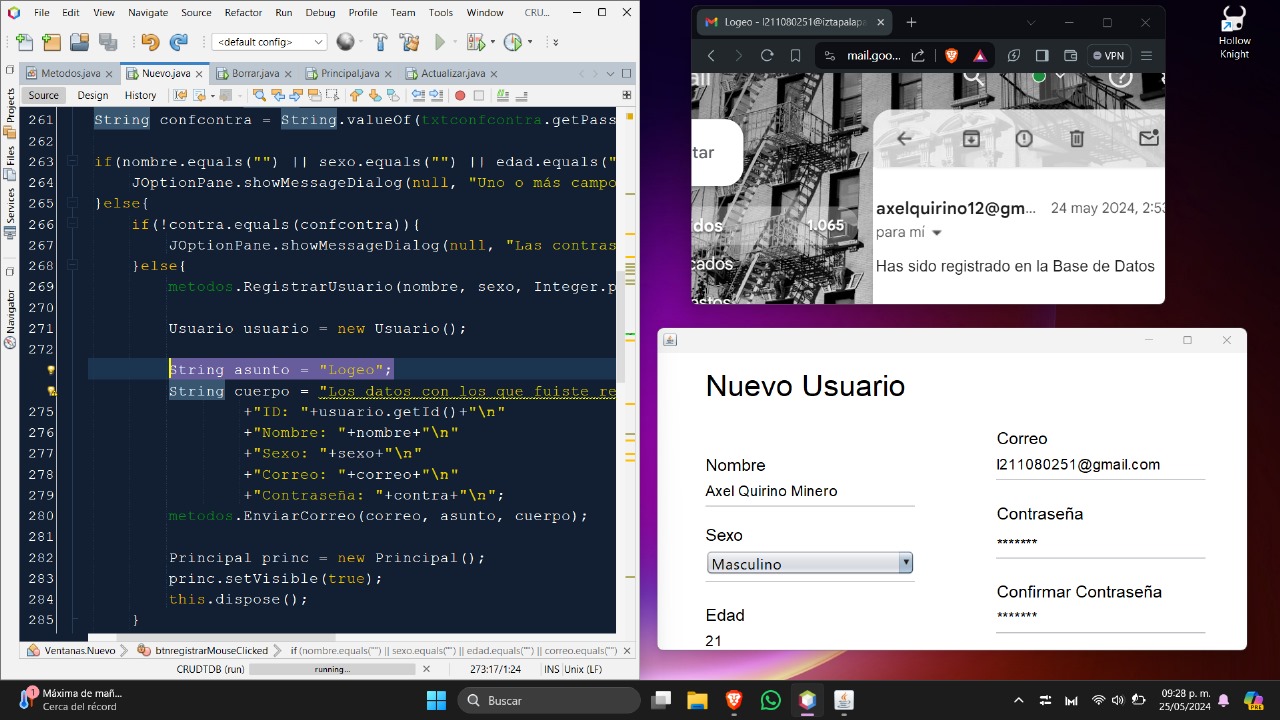 File Edit View Navigate Source Refactor Run Debug Profile Team Tools Window CRU...
<default config>
Metodos.java Nuevo.java Borrar.java Principal.java Actualizar.java
Source Design History
Projects
Files
Services
Navigator
261 String confcontra = String.valueOf(txtconfcontra.getPass
262
263 if(nombre.equals("") || sexo.equals("") || edad.equals("
264 JOptionPane.showMessageDialog(null, "Uno o más campo
265 }else{
266 if(!contra.equals(confcontra)){
267 JOptionPane.showMessageDialog(null, "Las contras
268 }else{
269 metodos.RegistrarUsuario(nombre, sexo, Integer.p
270
271 Usuario usuario = new Usuario();
272
String asunto = "Logeo";
String cuerpo = "Los datos con los que fuiste re
275 +"ID: "+usuario.getId()+"\n"
276 +"Nombre: "+nombre+"\n"
277 +"Sexo: "+sexo+"\n"
278 +"Correo: "+correo+"\n"
279 +"Contraseña: "+contra+"\n";
280 metodos.EnviarCorreo(correo, asunto, cuerpo);
281
282 Principal princ = new Principal();
283 princ.setVisible(true);
284 this.dispose();
285 }
Ventanas.Nuevo btnregistrarMouseClicked if (nombre.equals("") || sexo.equals("") || edad.equals("") || correo.equals("")
CRUDTDB (run) running... 273:17/1:24 INS Unix (LF)
Logeo - l211080251@iztapalapa
mail.goo... VPN
ail
tar
dos 1.065
cados
astos
axelquirino12@gm... 24 may 2024, 2:53
para mí
Has sido registrado en la Base de Datos
Hollow
Knight
Nuevo Usuario
Nombre
Axel Quirino Minero
Sexo
Masculino
Edad
21
Correo
l211080251@gmail.com
Contraseña
*******
Confirmar Contraseña
*******
1
Máxima de mañ...
Cerca del récord
Buscar
09:28 p. m.
25/05/2024
PRE